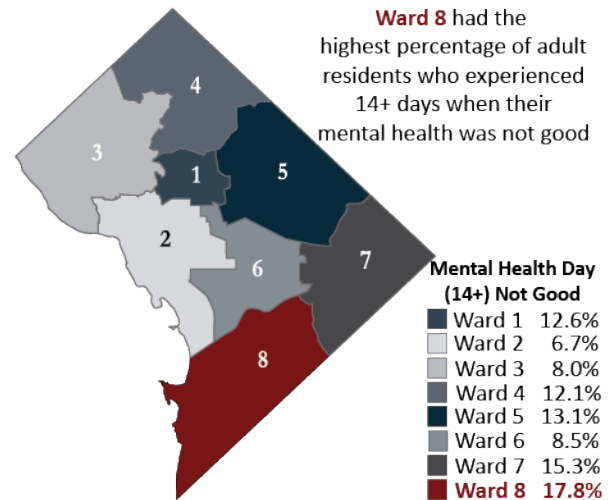 Ward 8 had the
highest percentage of adult
residents who experienced
14+ days when their
mental health was not good
4
3
1
5
2
6
7
8
Mental Health Day
(14+) Not Good
Ward 1 12.6%
Ward 2 6.7%
Ward 3 8.0%
Ward 4 12.1%
Ward 5 13.1%
Ward 6 8.5%
Ward 7 15.3%
Ward 8 17.8%